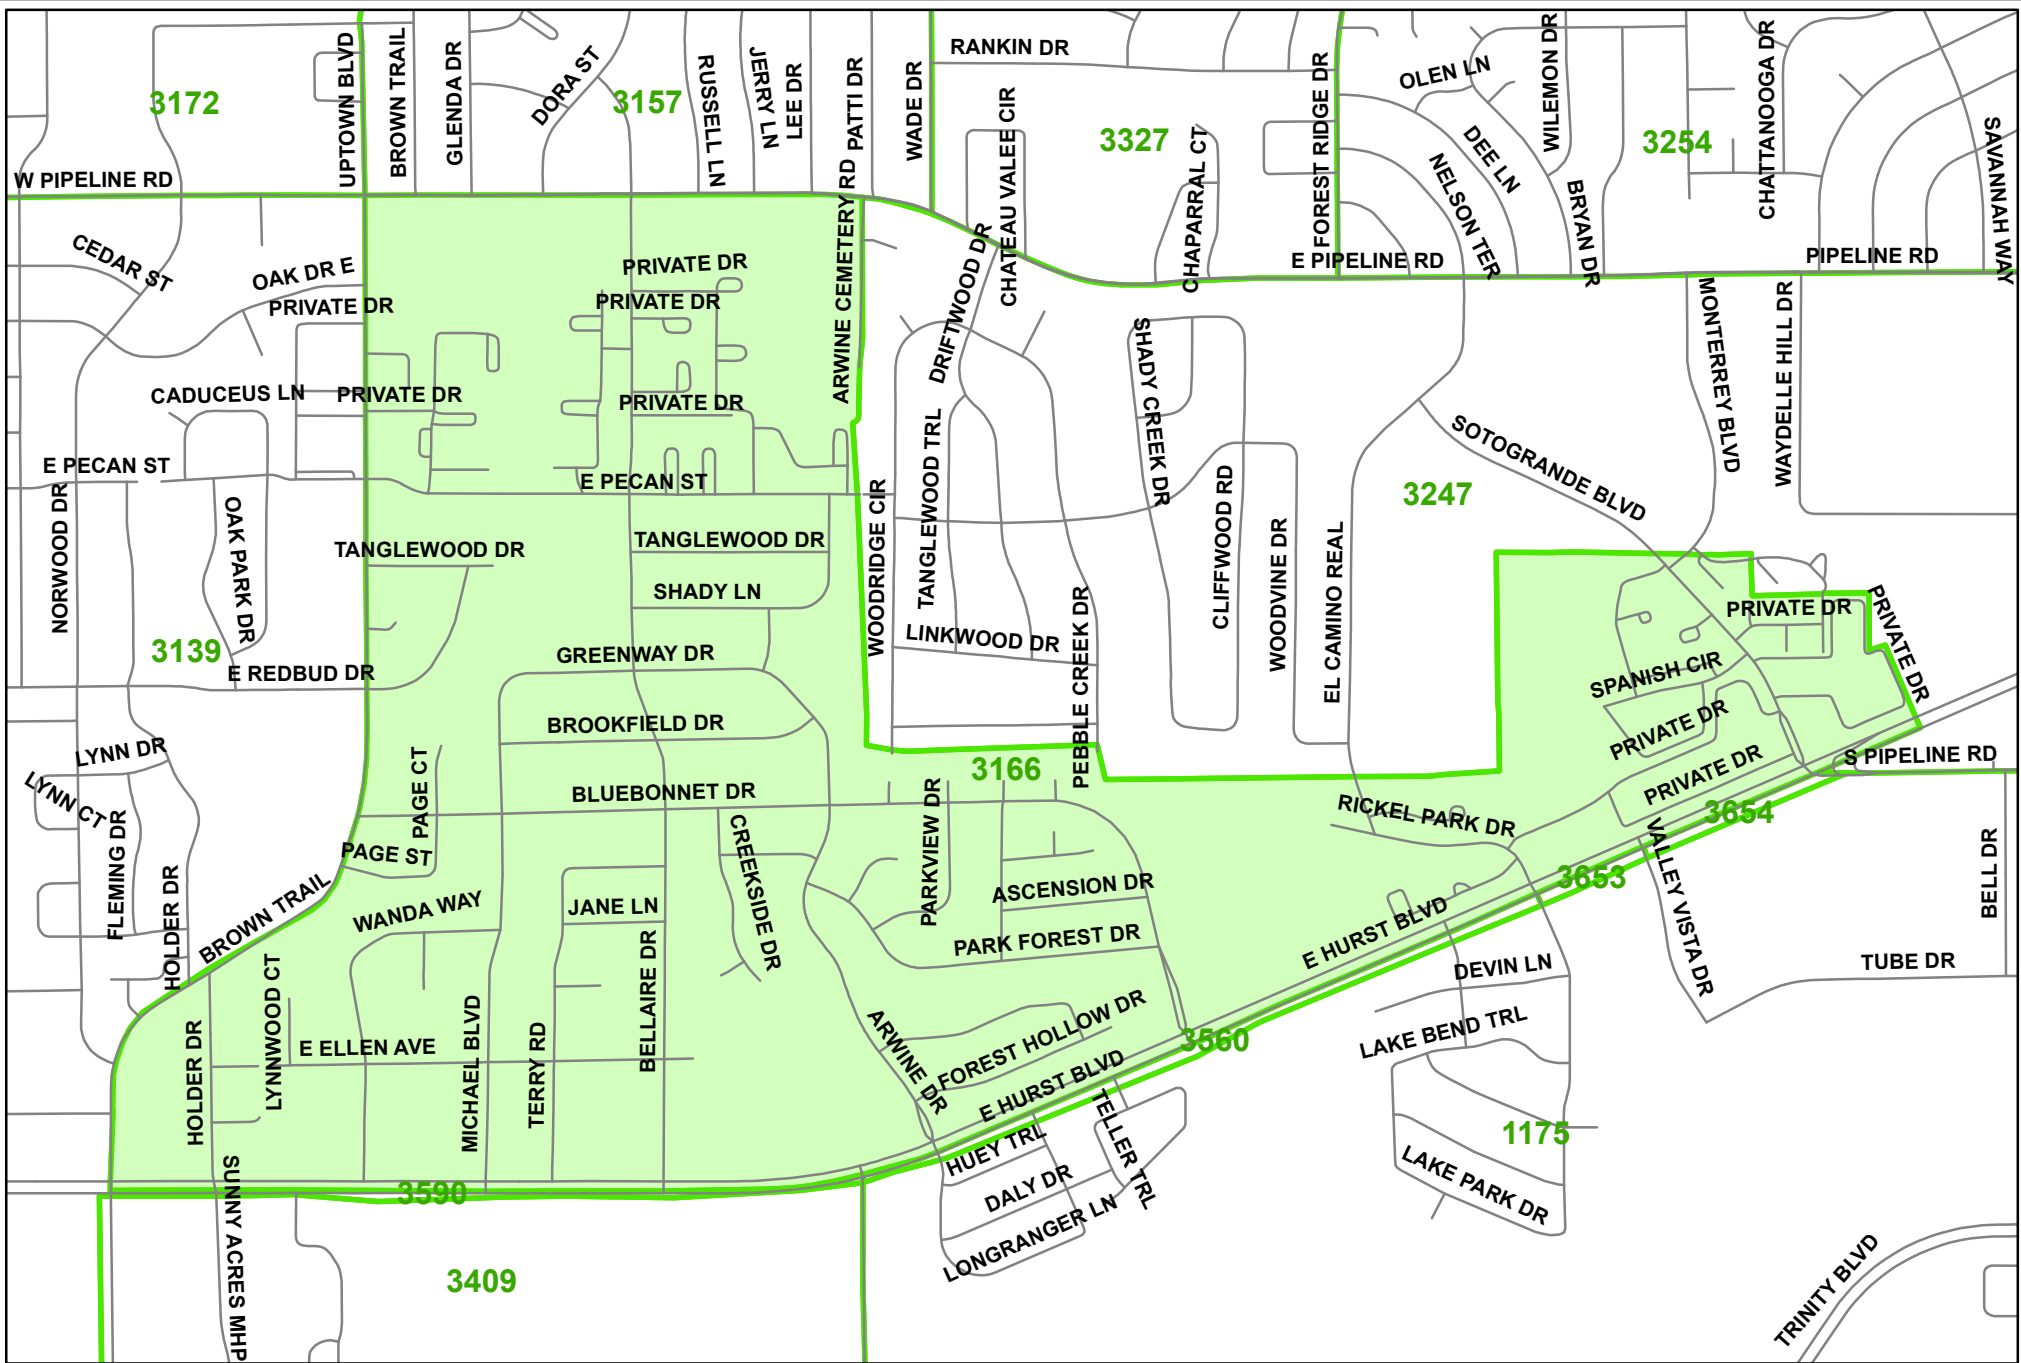 RANKIN DR
UPTOWN BLVD
BROWN TRAIL
GLENDA DR
DORA ST
RUSSELL LN
JERRY LN
LEE DR
PATTI DR
WADE DR
CHATEAU VALEE CIR
CHAPARRAL CT
E FOREST RIDGE DR
OLEN LN
WILEMON DR
DEE LN
NELSON TER
BRYAN DR
CHATTANOOGA DR
SAVANNAH WAY
3172
3157
3327
3254
W PIPELINE RD
E PIPELINE RD
PIPELINE RD
CEDAR ST
OAK DR E
PRIVATE DR
PRIVATE DR
PRIVATE DR
ARWINE CEMETERY RD
DRIFTWOOD DR
SHADY CREEK DR
MONTERREY BLVD
WAYDELLE HILL DR
CADUCEUS LN
PRIVATE DR
PRIVATE DR
TANGLEWOOD TRL
SOTOGRANDE BLVD
E PECAN ST
E PECAN ST
3247
NORWOOD DR
OAK PARK DR
TANGLEWOOD DR
TANGLEWOOD DR
WOODRIDGE CIR
CLIFFWOOD RD
WOODVINE DR
EL CAMINO REAL
SHADY LN
PRIVATE DR
PRIVATE DR
LINKWOOD DR
3139
GREENWAY DR
E REDBUD DR
SPANISH CIR
PEBBLE CREEK DR
BROOKFIELD DR
PRIVATE DR
LYNN DR
3166
S PIPELINE RD
PRIVATE DR
LYNN CT
PAGE CT
BLUEBONNET DR
RICKEL PARK DR
3654
FLEMING DR
PAGE ST
CREEKSIDE DR
PARKVIEW DR
VALLEY VISTA DR
BELL DR
3653
ASCENSION DR
HOLDER DR
BROWN TRAIL
WANDA WAY
JANE LN
PARK FOREST DR
E HURST BLVD
DEVIN LN
TUBE DR
BELLAIRE DR
LYNNWOOD CT
MICHAEL BLVD
TERRY RD
HOLDER DR
E ELLEN AVE
ARWINE DR
FOREST HOLLOW DR
3560
LAKE BEND TRL
E HURST BLVD
TELLER TRL
HUEY TRL
1175
DALY DR
LAKE PARK DR
SUNNY ACRES MHP
3590
LONGRANGER LN
3409
TRINITY BLVD